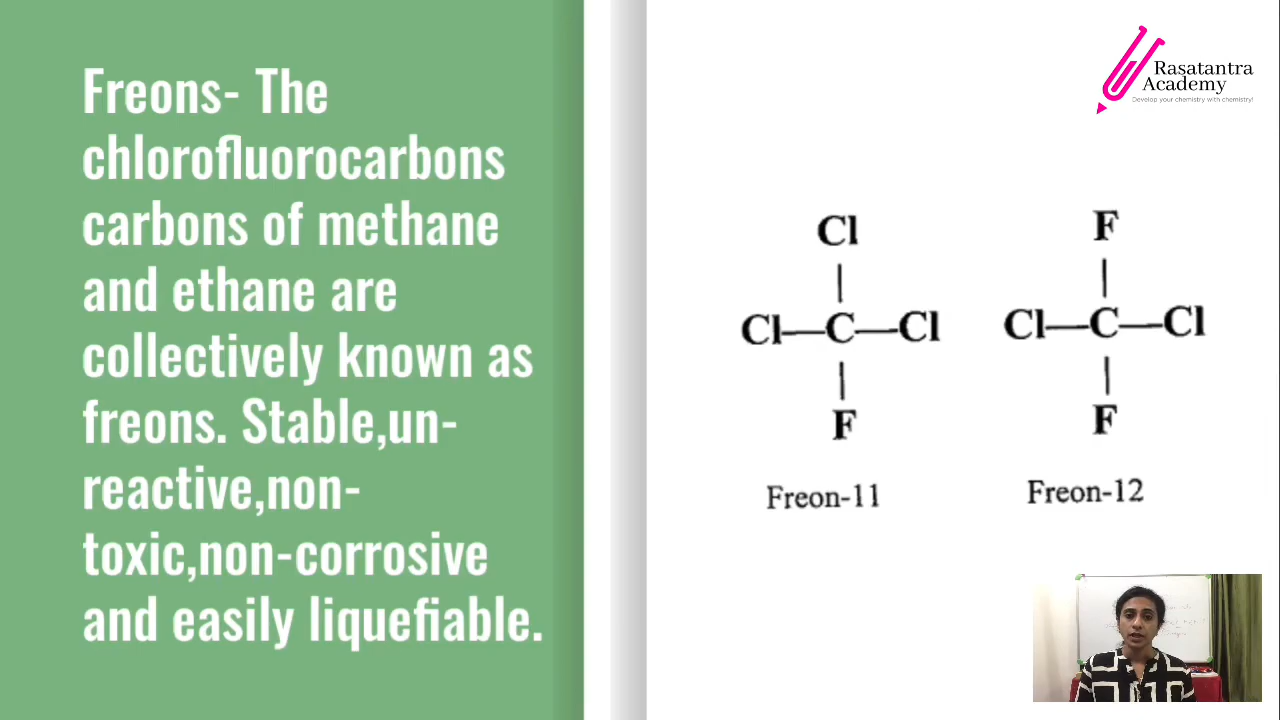 Freons- The
chlorofluorocarbons
carbons of methane
and ethane are
collectively known as
freons. Stable,un-
reactive,non-
toxic,non-corrosive
and easily liquefiable.
Rasatantra
Academy
Develop your chemistry with chemistry!
Cl
Cl—C—Cl
F
Freon-11
F
Cl—C—Cl
F
Freon-12